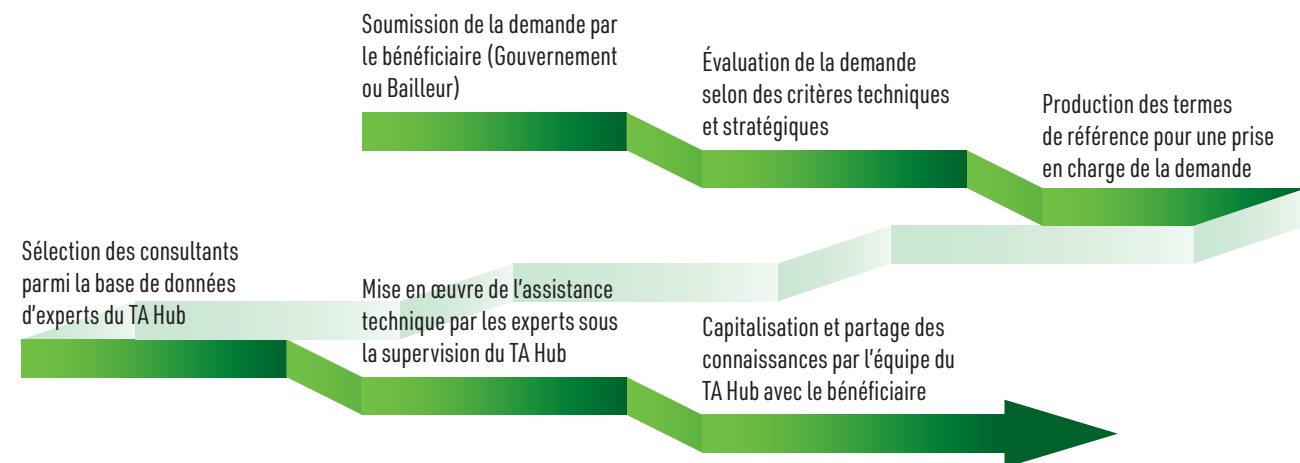 Soumission de la demande par
le bénéficiaire (Gouvernement
ou Bailleur)
Évaluation de la demande
selon des critères techniques
et stratégiques
Production des termes
de référence pour une prise
en charge de la demande
Sélection des consultants
parmi la base de données
d'experts du TA Hub
Mise en œuvre de l’assistance
technique par les experts sous
la supervision du TA Hub
Capitalisation et partage des
connaissances par l’équipe du
TA Hub avec le bénéficiaire